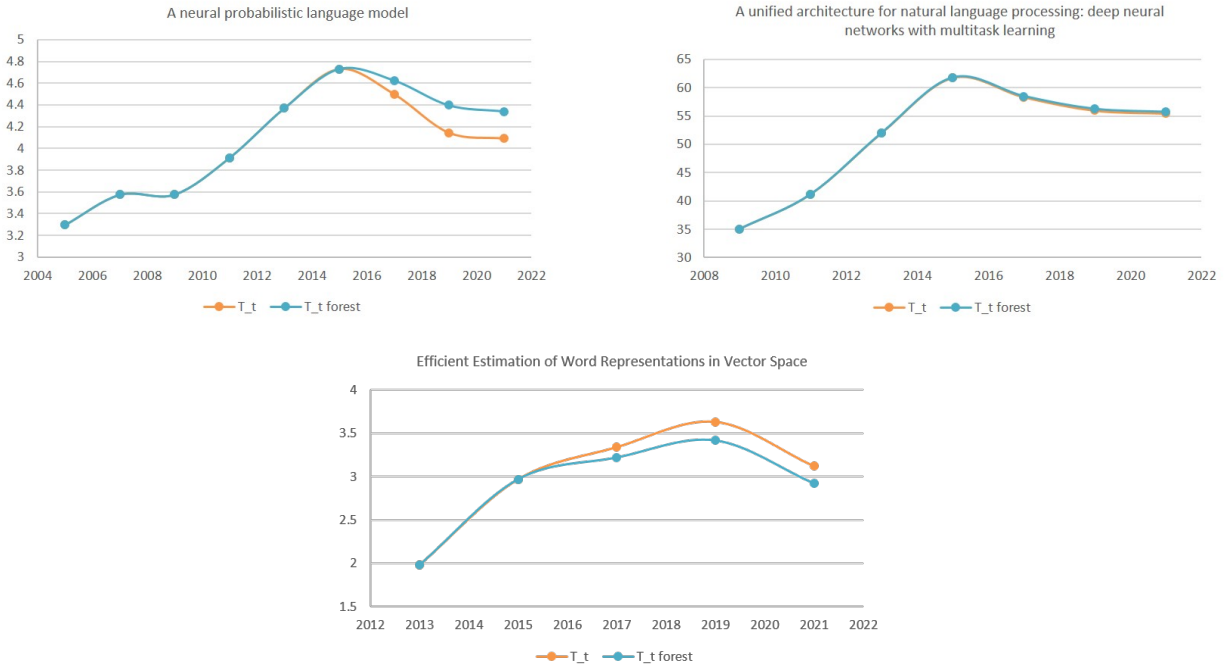 A neural probabilistic language model
5
4.8
4.6
4.4
4.2
4
3.8
3.6
3.4
3.2
3
2004 2006 2008 2010 2012 2014 2016 2018 2020 2022
T_t T_t forest
A unified architecture for natural language processing: deep neural
networks with multitask learning
65
60
55
50
45
40
35
30
2008 2010 2012 2014 2016 2018 2020 2022
T_t T_t forest
Efficient Estimation of Word Representations in Vector Space
4
3.5
3
2.5
2
1.5
2012 2013 2014 2015 2016 2017 2018 2019 2020 2021 2022
T_t T_t forest